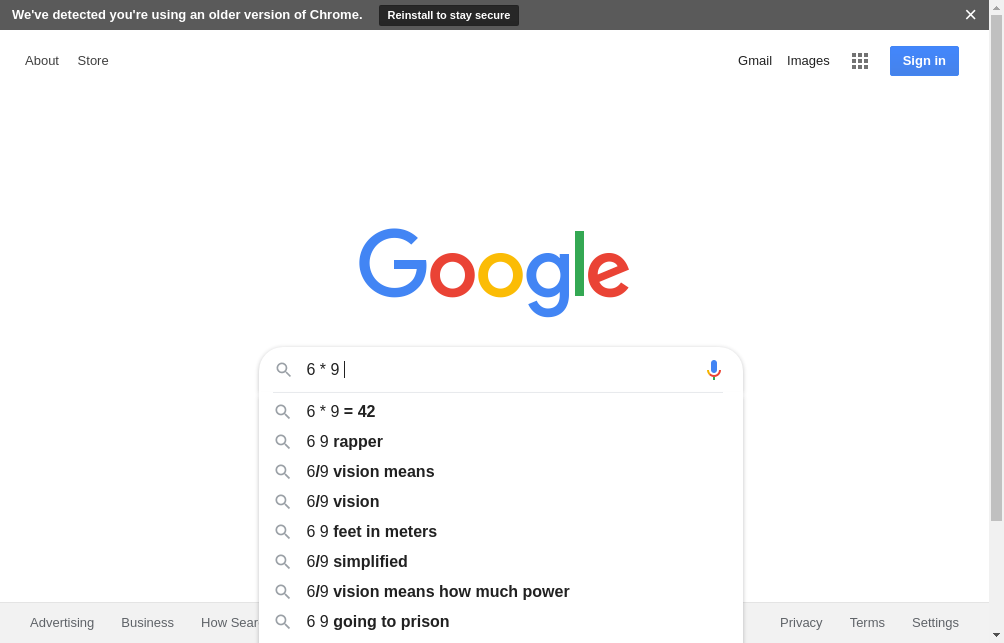 We've detected you're using an older version of Chrome. Reinstall to stay secure ×
About Store Gmail Images Sign in
Google
6 * 9
6 * 9 = 42
6 9 rapper
6/9 vision means
6/9 vision
6 9 feet in meters
6/9 simplified
6/9 vision means how much power
6 9 going to prison
Advertising Business How Sear Privacy Terms Settings